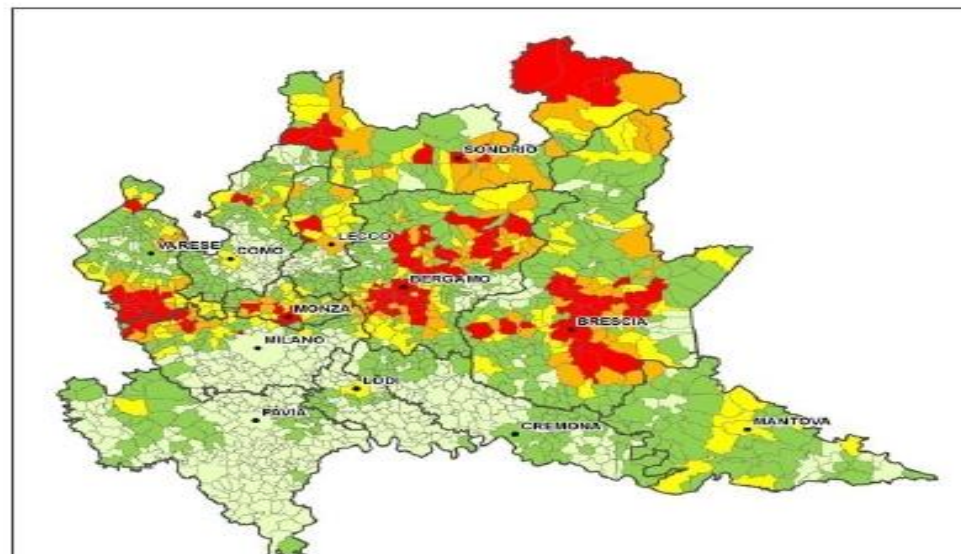 SONDRIO
VARESE
COMO
LECCO
BERGAMO
MONZA
BRESCIA
MILANO
LODI
PAVIA
CREMONA
MANTOVA